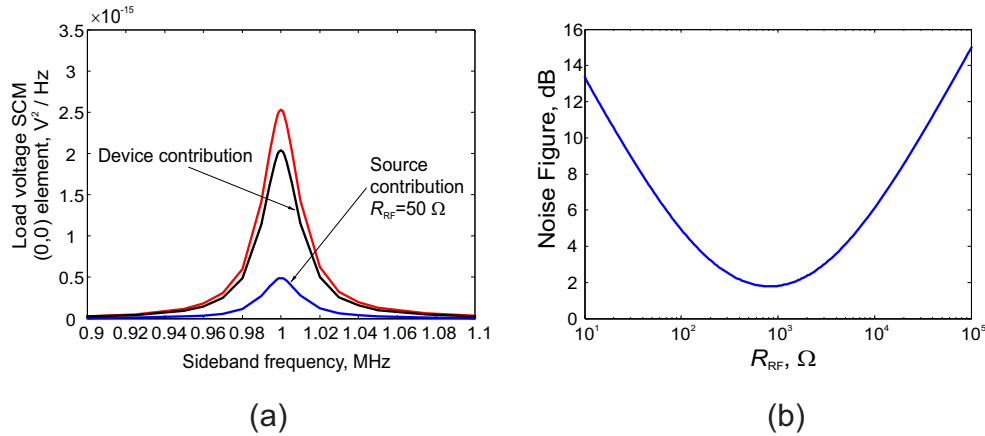 ×10⁻¹⁵
3.5
3
2.5
2
1.5
1
0.5
0
Load voltage SCM
(0,0) element, V² / Hz
Device contribution
Source
contribution
R_RF=50 Ω
0.9 0.92 0.94 0.96 0.98 1 1.02 1.04 1.06 1.08 1.1
Sideband frequency, MHz
(a)
16
14
12
10
8
6
4
2
0
Noise Figure, dB
10¹ 10² 10³ 10⁴ 10⁵
R_RF, Ω
(b)